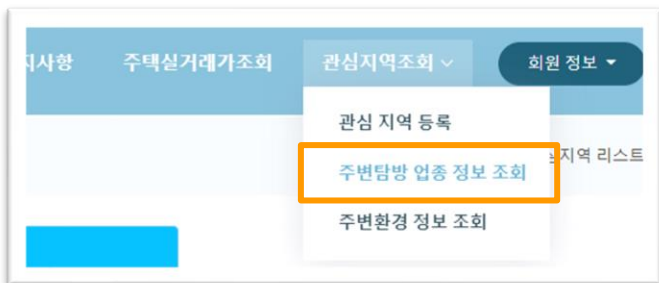 지사항 주택실거래가조회 관심지역조회 회원 정보
관심 지역 등록
지역 리스트
주변탐방 업종 정보 조회
주변환경 정보 조회